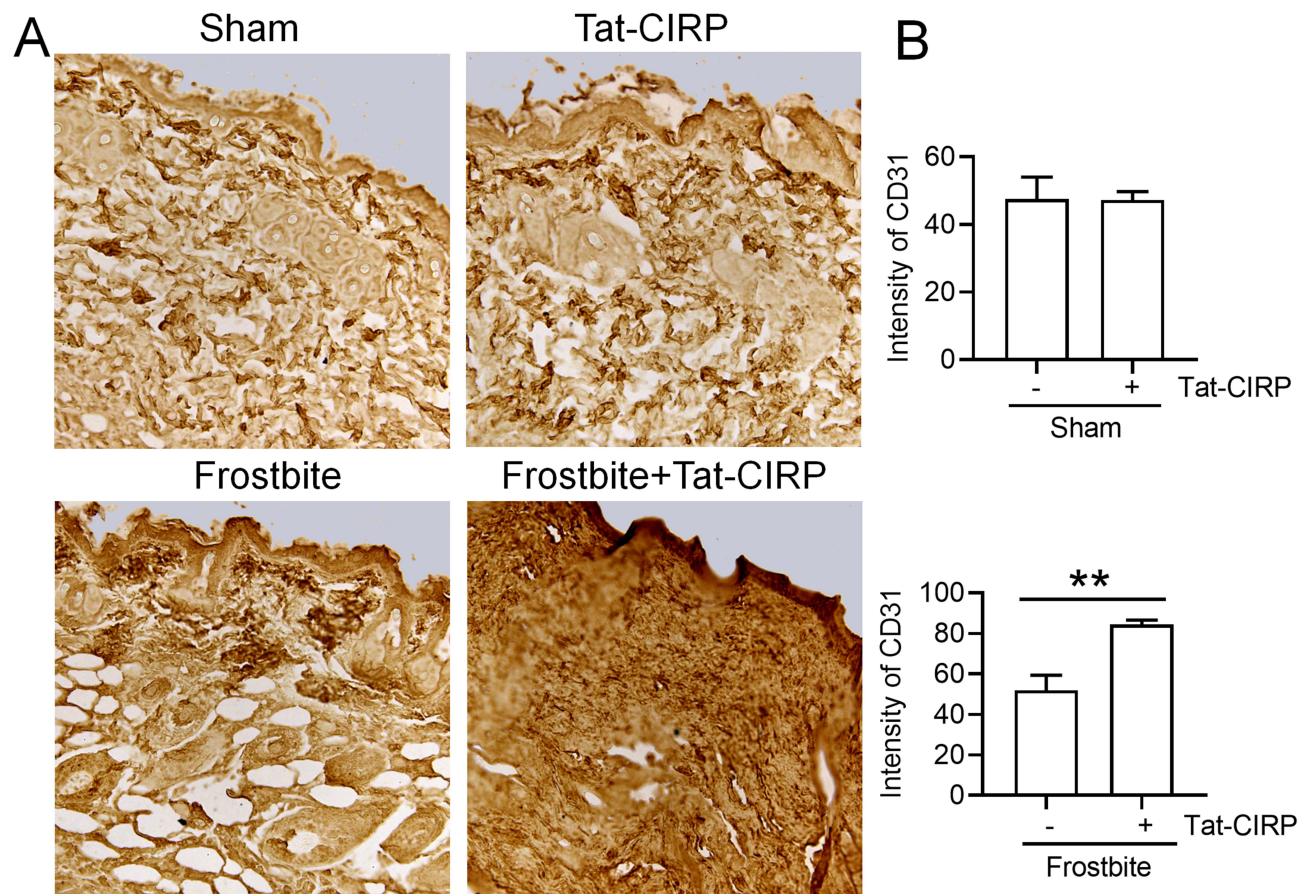 A
Sham
Tat-CIRP
B
Intensity of CD31
60
40
20
0
- + Tat-CIRP
Sham
Frostbite
Frostbite+Tat-CIRP
**
Intensity of CD31
100
80
60
40
20
0
- + Tat-CIRP
Frostbite